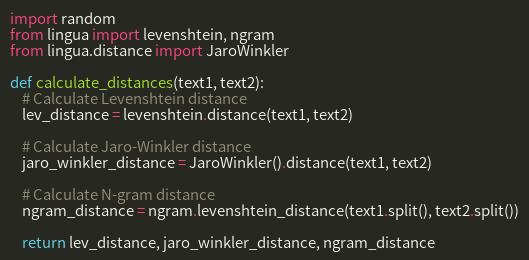 import random
from lingua import levenshtein, ngram
from lingua.distance import JaroWinkler
def calculate_distances(text1, text2):
# Calculate Levenshtein distance
lev_distance = levenshtein.distance(text1, text2)
# Calculate Jaro-Winkler distance
jaro_winkler_distance = JaroWinkler().distance(text1, text2)
# Calculate N-gram distance
ngram_distance = ngram.levenshtein_distance(text1.split(), text2.split())
return lev_distance, jaro_winkler_distance, ngram_distance